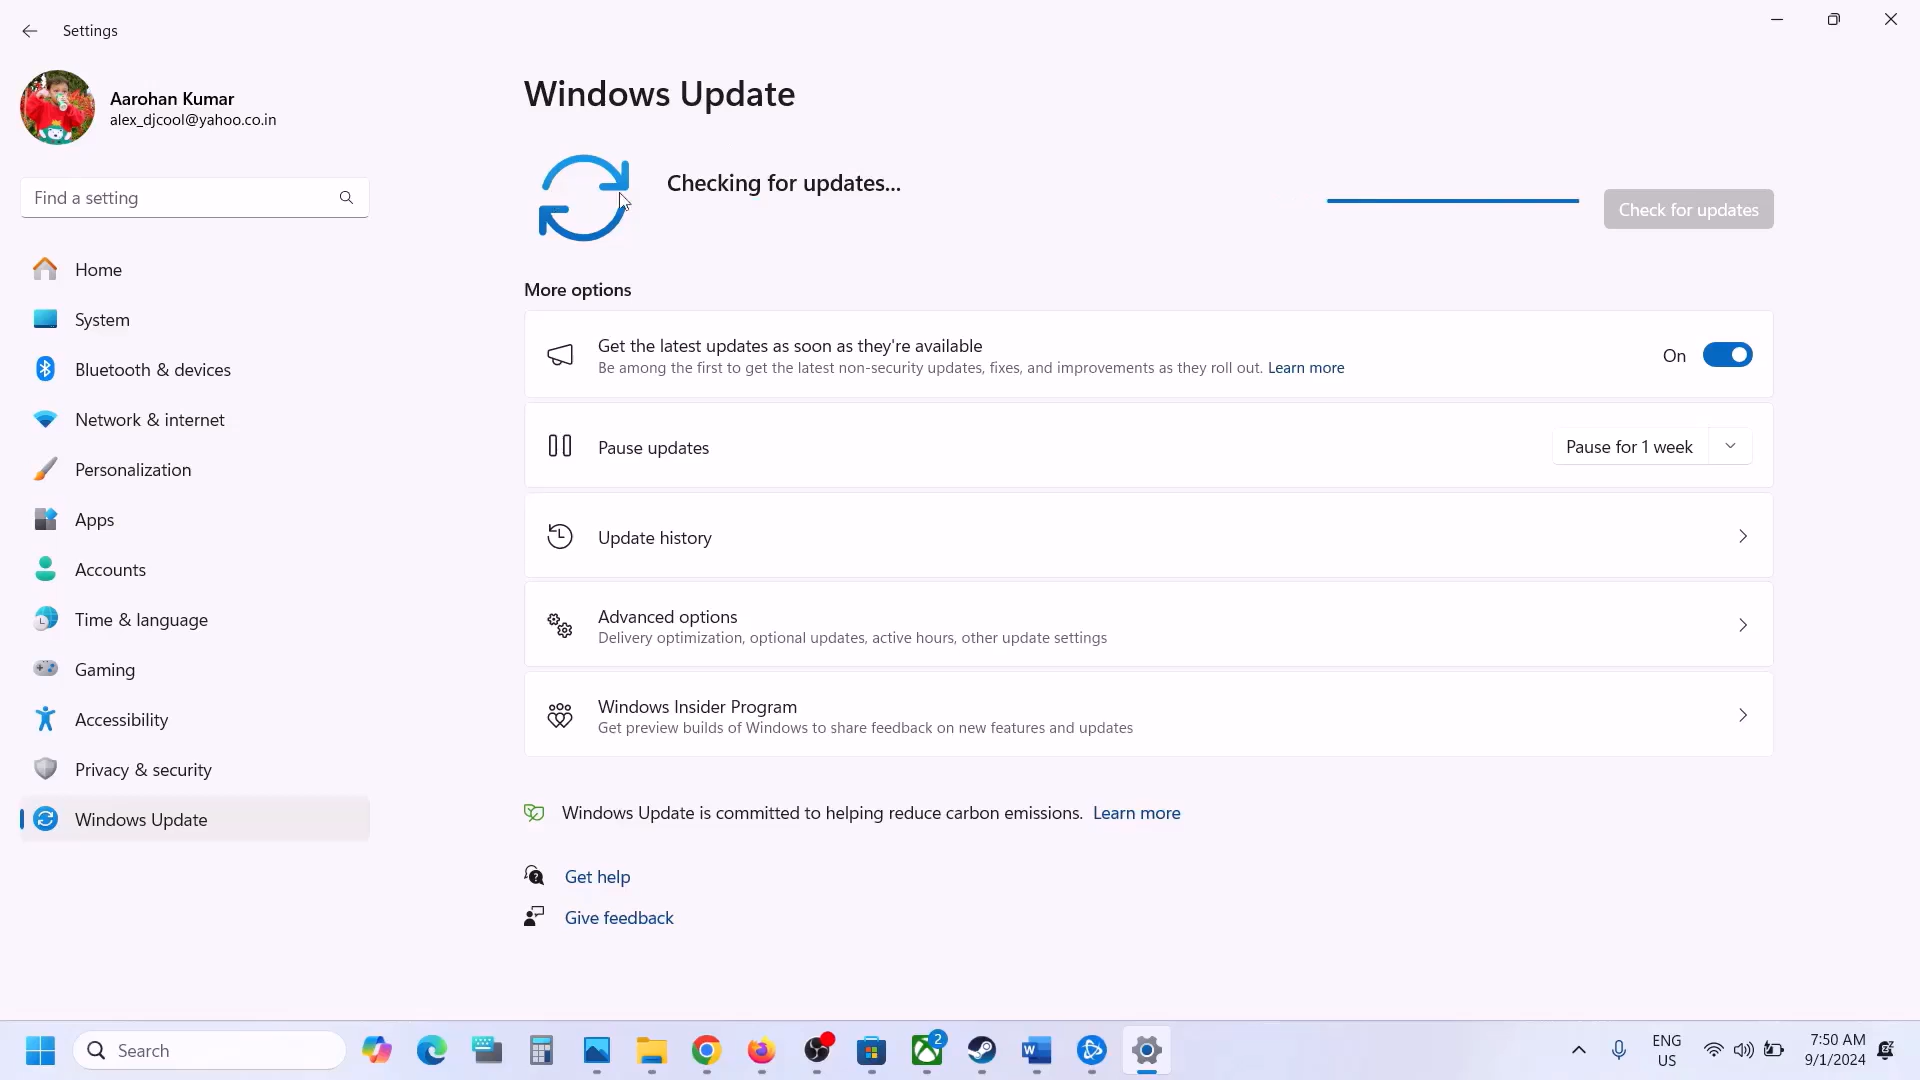 Settings
Aarohan Kumar
alex_djcool@yahoo.co.in
Find a setting
Home
System
Bluetooth & devices
Network & internet
Personalization
Apps
Accounts
Time & language
Gaming
Accessibility
Privacy & security
Windows Update
Windows Update
Checking for updates...
Check for updates
More options
Get the latest updates as soon as they're available
Be among the first to get the latest non-security updates, fixes, and improvements as they roll out. Learn more
On
Pause updates
Pause for 1 week
Update history
Advanced options
Delivery optimization, optional updates, active hours, other update settings
Windows Insider Program
Get preview builds of Windows to share feedback on new features and updates
Windows Update is committed to helping reduce carbon emissions. Learn more
Get help
Give feedback
Search
2
ENG
US
7:50 AM
9/1/2024